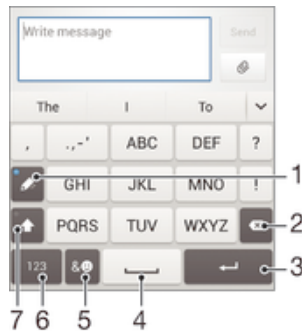 Write message
Send
The I To
, .,-' ABC DEF ?
GHI JKL MNO ! 1
PQRS TUV WXYZ 2
123 & 3
7 6 5 4